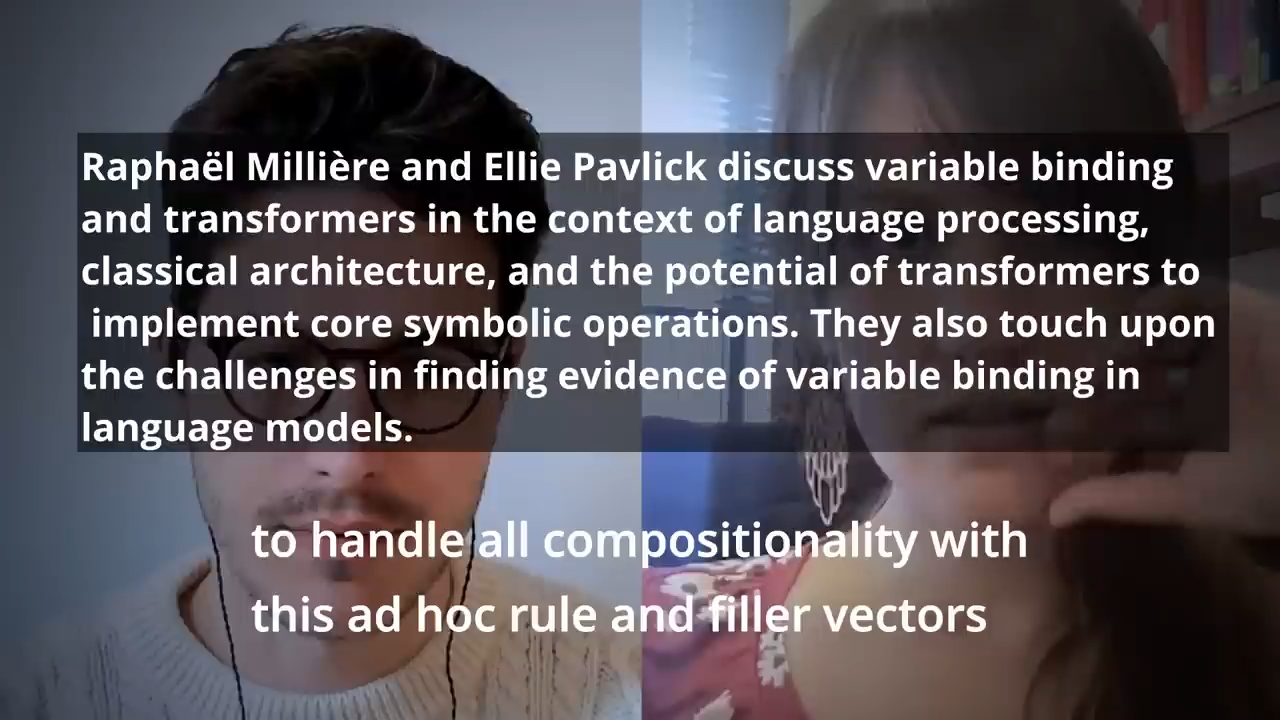 Raphaël Millière and Ellie Pavlick discuss variable binding
and transformers in the context of language processing,
classical architecture, and the potential of transformers to
implement core symbolic operations. They also touch upon
the challenges in finding evidence of variable binding in
language models.
to handle all compositionality with
this ad hoc rule and filler vectors